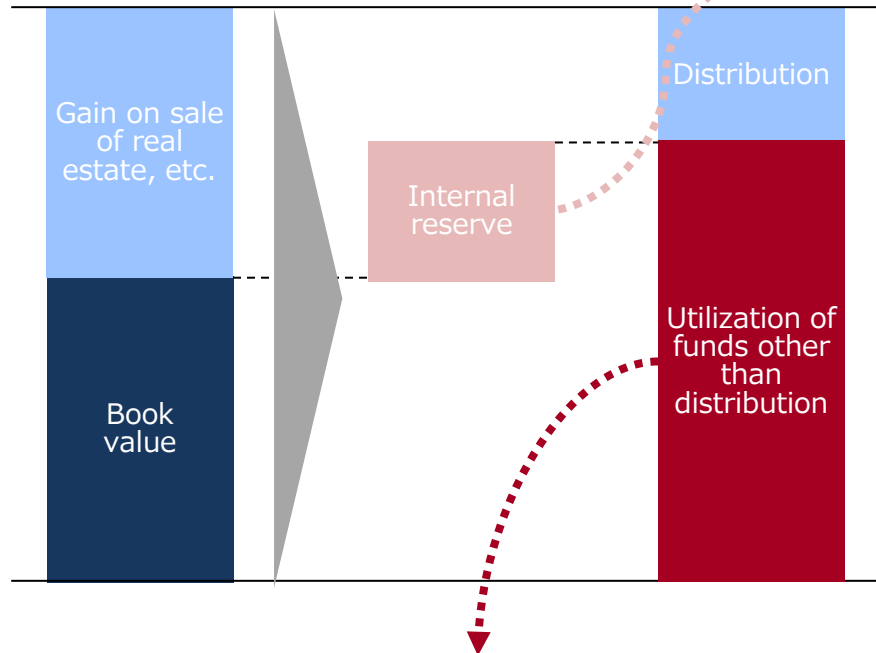 Gain on sale
of real
estate, etc.
Book
value
Internal
reserve
Distribution
Utilization of
funds other
than
distribution